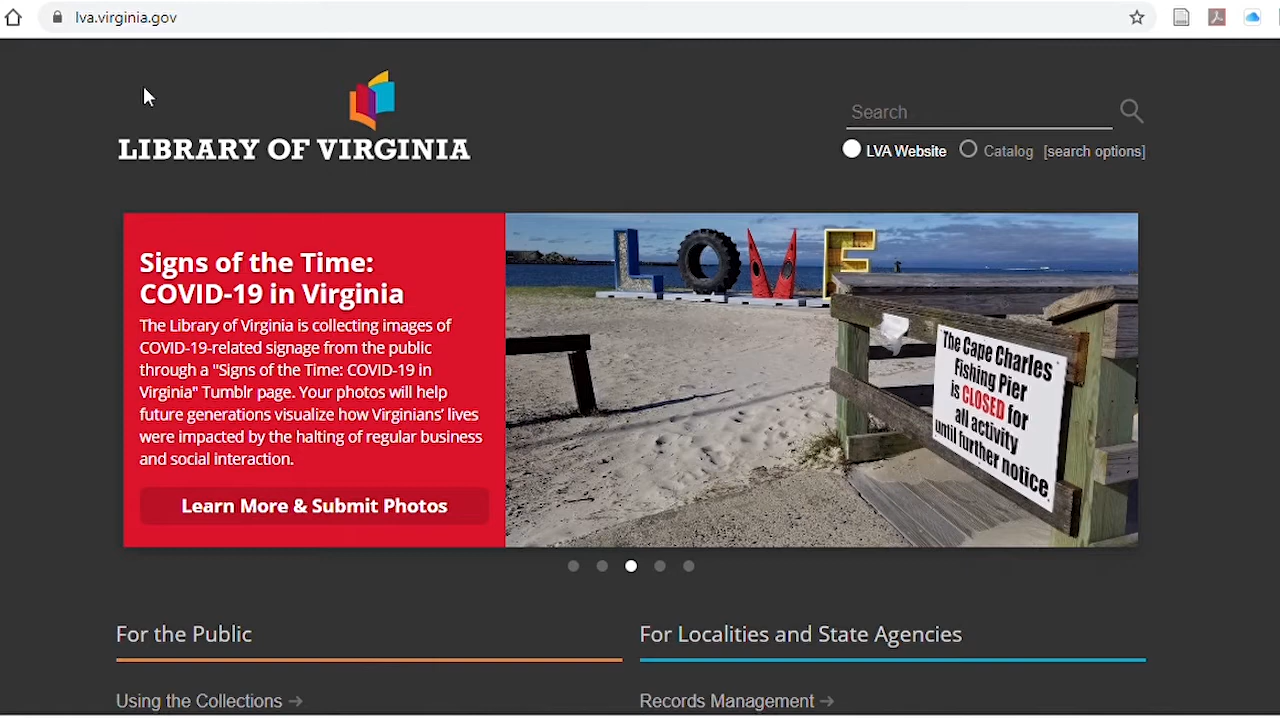 lva.virginia.gov
LIBRARY OF VIRGINIA
Search
LVA Website Catalog [search options]
Signs of the Time:
COVID-19 in Virginia
The Library of Virginia is collecting images of
COVID-19-related signage from the public
through a "Signs of the Time: COVID-19 in
Virginia" Tumblr page. Your photos will help
future generations visualize how Virginians’ lives
were impacted by the halting of regular business
and social interaction.
Learn More & Submit Photos
LOVE
The Cape Charles
Fishing Pier
is CLOSED for
all activity
until further notice
For the Public
For Localities and State Agencies
Using the Collections →
Records Management →